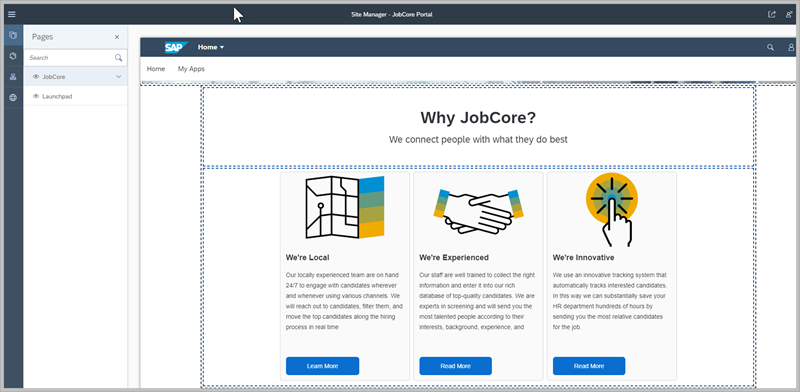 Site Manager - JobCore Portal
Pages
Search
JobCore
Launchpad
SAP
Home
Home My Apps
Why JobCore?
We connect people with what they do best
We're Local
Our locally experienced team are on hand
24/7 to engage with candidates wherever
and whenever using various channels. We
will reach out to candidates, filter them, and
move the top candidates along the hiring
process in real time
Learn More
We're Experienced
Our staff are well trained to collect the right
information and enter it into our rich
database of top-quality candidates. We are
experts in screening and will send you the
most talented people according to their
interests, background, experience, and
Read More
We're Innovative
We use an innovative tracking system that
automatically tracks interested candidates.
In this way we can substantially save your
HR department hundreds of hours by
sending you the most relative candidates
for the job.
Read More